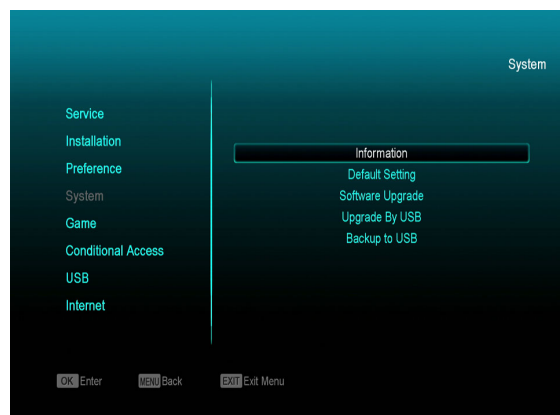 System
Service
Installation
Preference
System
Game
Conditional Access
USB
Internet
Information
Default Setting
Software Upgrade
Upgrade By USB
Backup to USB
OK Enter MENU Back EXIT Exit Menu